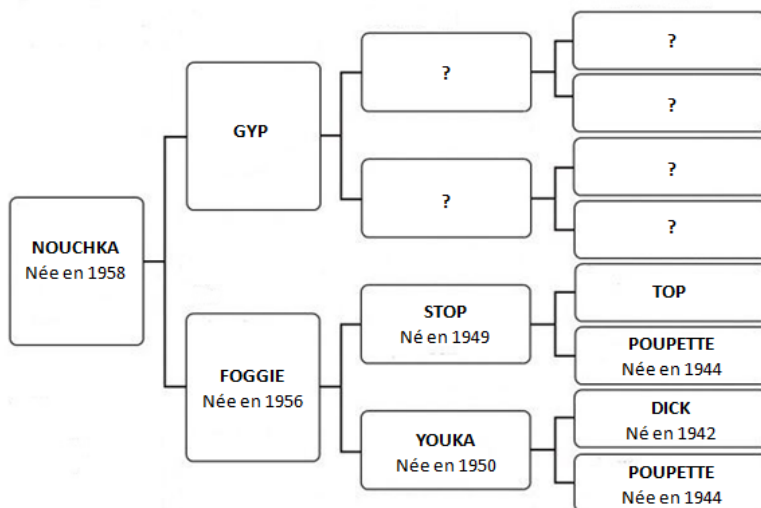 NOUCHKA
Née en 1958
GYP
FOGGIE
Née en 1956
?
?
STOP
Né en 1949
YOUKA
Née en 1950
?
?
?
?
TOP
POUPETTE
Née en 1944
DICK
Né en 1942
POUPETTE
Née en 1944